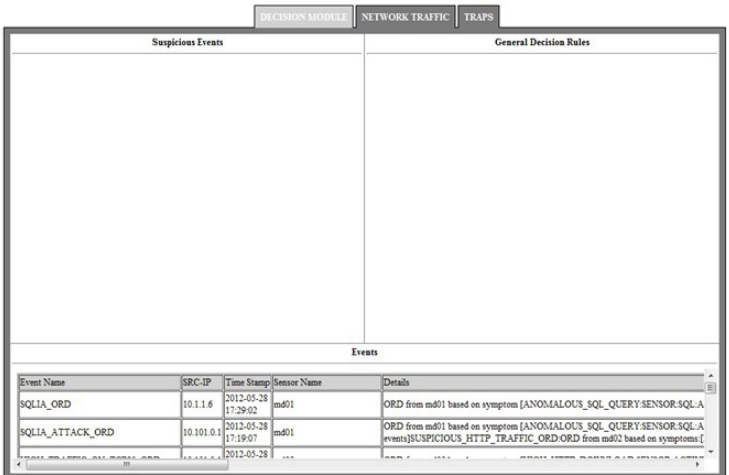 DECISION MODULE NETWORK TRAFFIC TRAPS
Suspicious Events General Decision Rules
Events
Event Name SRC-IP Time Stamp Sensor Name Details
SQLIA_ORD 10.1.1.6 2012-05-28 17:29:02 md01 ORD from md01 based on symptom [ANOMALOUS_SQL_QUERY:SENSOR:SQL:A
SQLIA_ATTACK_ORD 10.101.0.1 2012-05-28 17:19:07 md01 ORD from md01 based on symptom [ANOMALOUS_SQL_QUERY:SENSOR:SQL:A
events]SUSPICIOUS_HTTP_TRAFFIC_ORD:ORD from md02 based on symptoms:[
2012-05-28